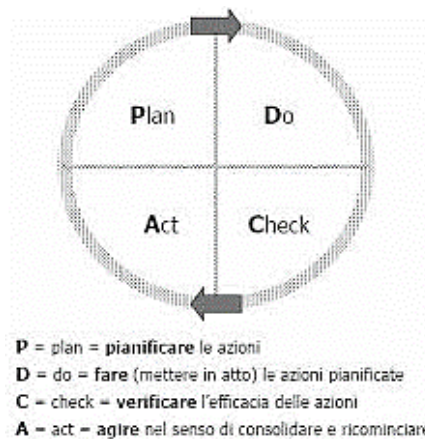 Plan
Do
Act
Check
P = plan = pianificare le azioni
D = do = fare (mettere in atto) le azioni pianificate
C = check = verificare l'efficacia delle azioni
A = act = agire nel senso di consolidare e ricominciare